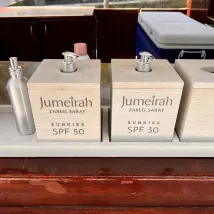 Jumeirah
ZABEEL SARAY
SUNKISS
SPF 50
Jumeirah
ZABEEL SARAY
SUNKISS
SPF 30